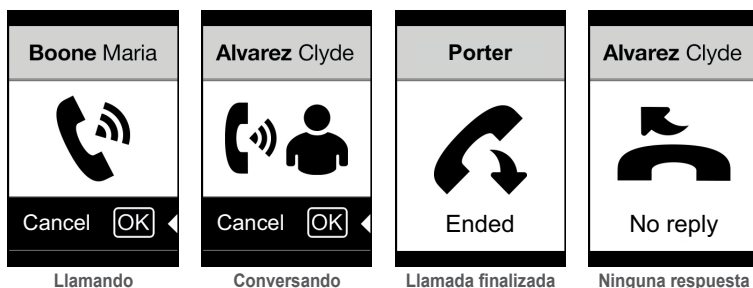 Boone Maria
Cancel OK
Llamando
Alvarez Clyde
Cancel OK
Conversando
Porter
Ended
Llamada finalizada
Alvarez Clyde
No reply
Ninguna respuesta